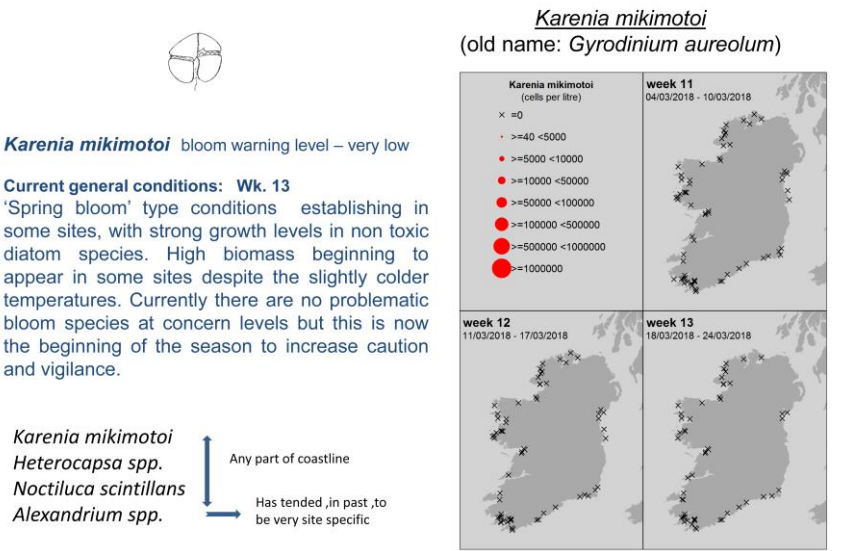 Karenia mikimotoi
(old name: Gyrodinium aureolum)
Karenia mikimotoi bloom warning level – very low
Current general conditions: Wk. 13
‘Spring bloom’ type conditions establishing in
some sites, with strong growth levels in non toxic
diatom species. High biomass beginning to
appear in some sites despite the slightly colder
temperatures. Currently there are no problematic
bloom species at concern levels but this is now
the beginning of the season to increase caution
and vigilance.
Karenia mikimotoi
Heterocapsa spp.
Noctiluca scintillans
Alexandrium spp.
Any part of coastline
Has tended ,in past ,to
be very site specific
Karenia mikimotoi
(cells per litre)
=0
>=40 <5000
>=5000 <10000
>=10000 <50000
>=50000 <100000
>=100000 <500000
>=500000 <1000000
>=1000000
week 11
04/03/2018 - 10/03/2018
week 12
11/03/2018 - 17/03/2018
week 13
18/03/2018 - 24/03/2018